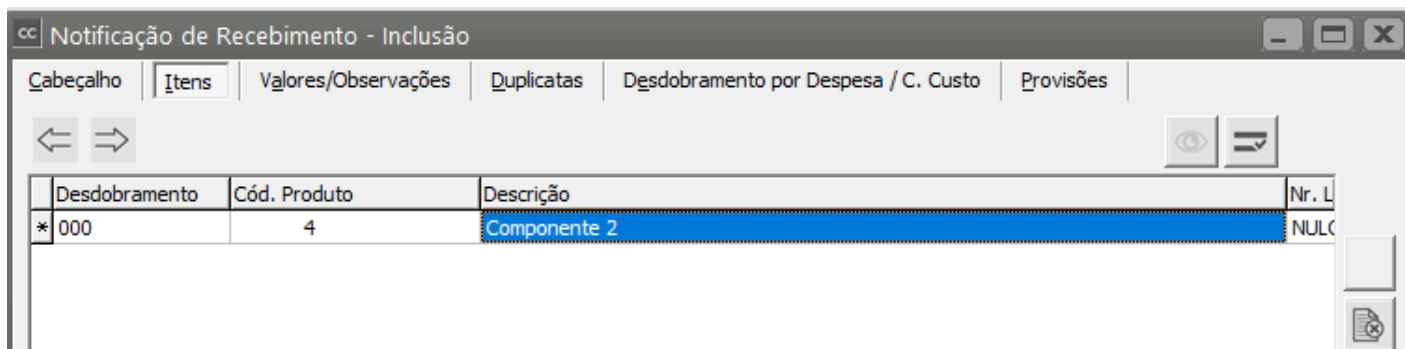 cc Notificação de Recebimento - Inclusão
Cabeçalho Itens Valores/Observações Duplicatas Desdobramento por Despesa / C. Custo Provisões
Desdobramento Cód. Produto Descrição Nr. L
* 000 4 Componente 2 NULO